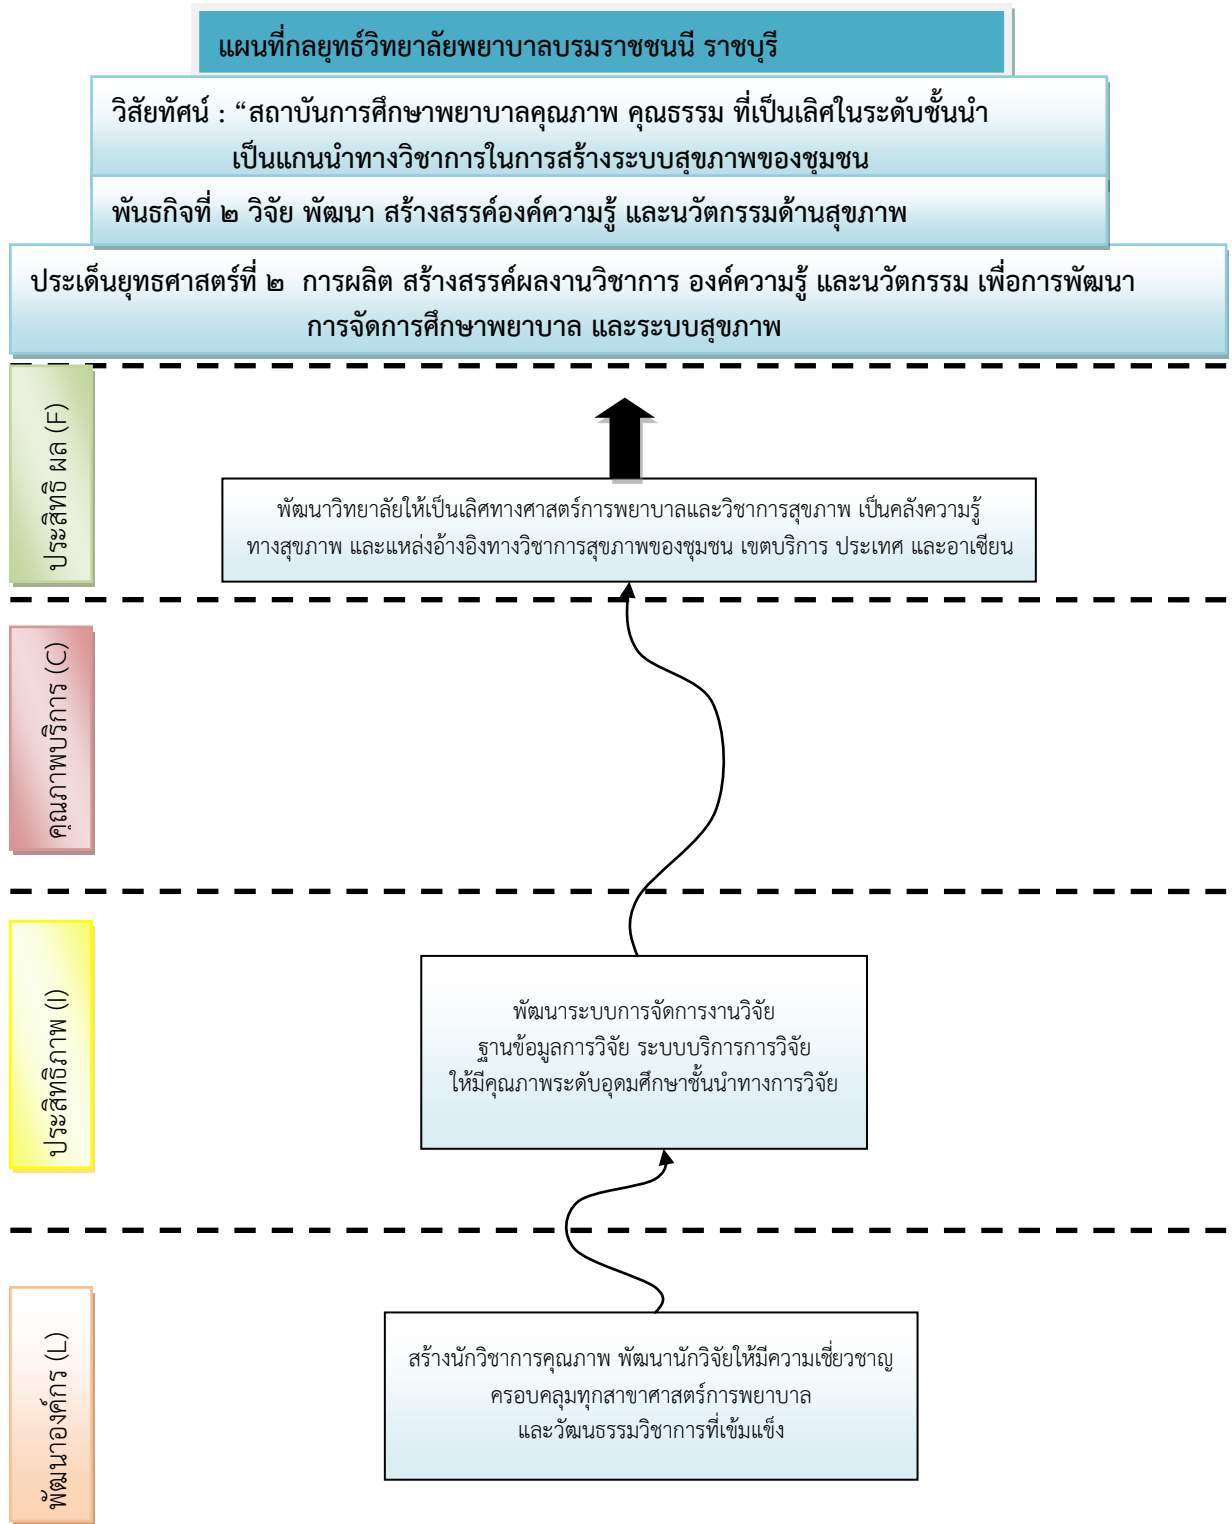 แผนที่กลยุทธ์วิทยาลัยพยาบาลบรมราชชนนี ราชบุรี
วิสัยทัศน์ : “สถาบันการศึกษาพยาบาลคุณภาพ คุณธรรม ที่เป็นเลิศในระดับชั้นนำ
เป็นแกนนำทางวิชาการในการสร้างระบบสุขภาพของชุมชน
พันธกิจที่ ๒ วิจัย พัฒนา สร้างสรรค์องค์ความรู้ และนวัตกรรมด้านสุขภาพ
ประเด็นยุทธศาสตร์ที่ ๒ การผลิต สร้างสรรค์ผลงานวิชาการ องค์ความรู้ และนวัตกรรม เพื่อการพัฒนา
การจัดการศึกษาพยาบาล และระบบสุขภาพ
ประสิทธิ ผล (F)
พัฒนาวิทยาลัยให้เป็นเลิศทางศาสตร์การพยาบาลและวิชาการสุขภาพ เป็นคลังความรู้
ทางสุขภาพ และแหล่งอ้างอิงทางวิชาการสุขภาพของชุมชน เขตบริการ ประเทศ และอาเซียน
คุณภาพบริการ (C)
ประสิทธิภาพ (I)
พัฒนาระบบการจัดการงานวิจัย
ฐานข้อมูลการวิจัย ระบบบริการการวิจัย
ให้มีคุณภาพระดับอุดมศึกษาชั้นนำทางการวิจัย
พัฒนาองค์กร (L)
สร้างนักวิชาการคุณภาพ พัฒนานักวิจัยให้มีความเชี่ยวชาญ
ครอบคลุมทุกสาขาศาสตร์การพยาบาล
และวัฒนธรรมวิชาการที่เข้มแข็ง